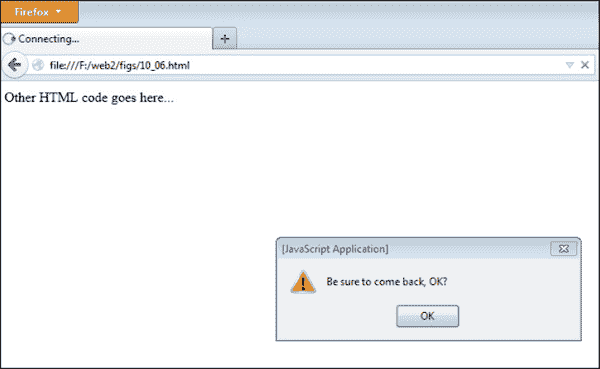 Firefox
Connecting...
file:///F:/web2/figs/10_06.html
Other HTML code goes here...
[JavaScript Application]
Be sure to come back, OK?
OK